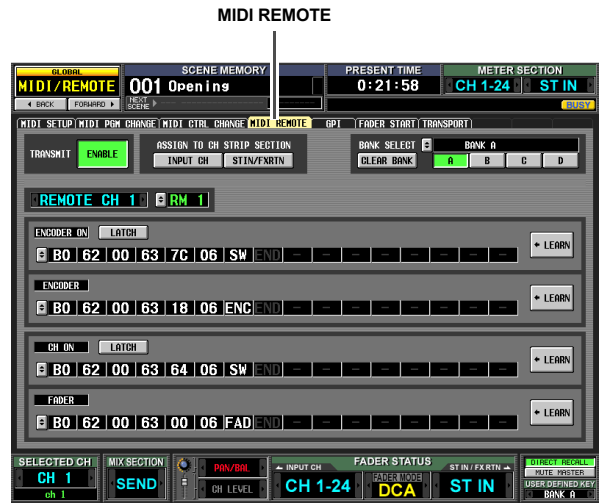 MIDI REMOTE
GLOBAL SCENE MEMORY PRESENT TIME METER SECTION
MIDI/REMOTE 001 Opening 0:21:58 CH 1-24 ST IN
BACK FORWARD NEXT SCENE BUSY
MIDI SETUP MIDI PGM CHANGE MIDI CTRL CHANGE MIDI REMOTE GPI FADER START TRANSPORT
TRANSMIT ENABLE ASSIGN TO CH STRIP SECTION BANK SELECT BANK A
INPUT CH STIN/FXRTN CLEAR BANK A B C D
REMOTE CH 1 RM 1
ENCODER ON LATCH
B0 62 00 63 7C 06 SW END - - - - - - - - ← LEARN
ENCODER
B0 62 00 63 18 06 ENC END - - - - - - - - ← LEARN
CH ON LATCH
B0 62 00 63 64 06 SW END - - - - - - - - ← LEARN
FADER
B0 62 00 63 00 06 FAD END - - - - - - - - ← LEARN
SELECTED CH MIX SECTION PAN/BAL INPUT CH FADER STATUS ST IN / FX RTN DIRECT RECALL
CH 1 SEND CH LEVEL CH 1-24 FADER MODE DCA ST IN MUTE MASTER
ch 1 USER DEFINED KEY
BANK A